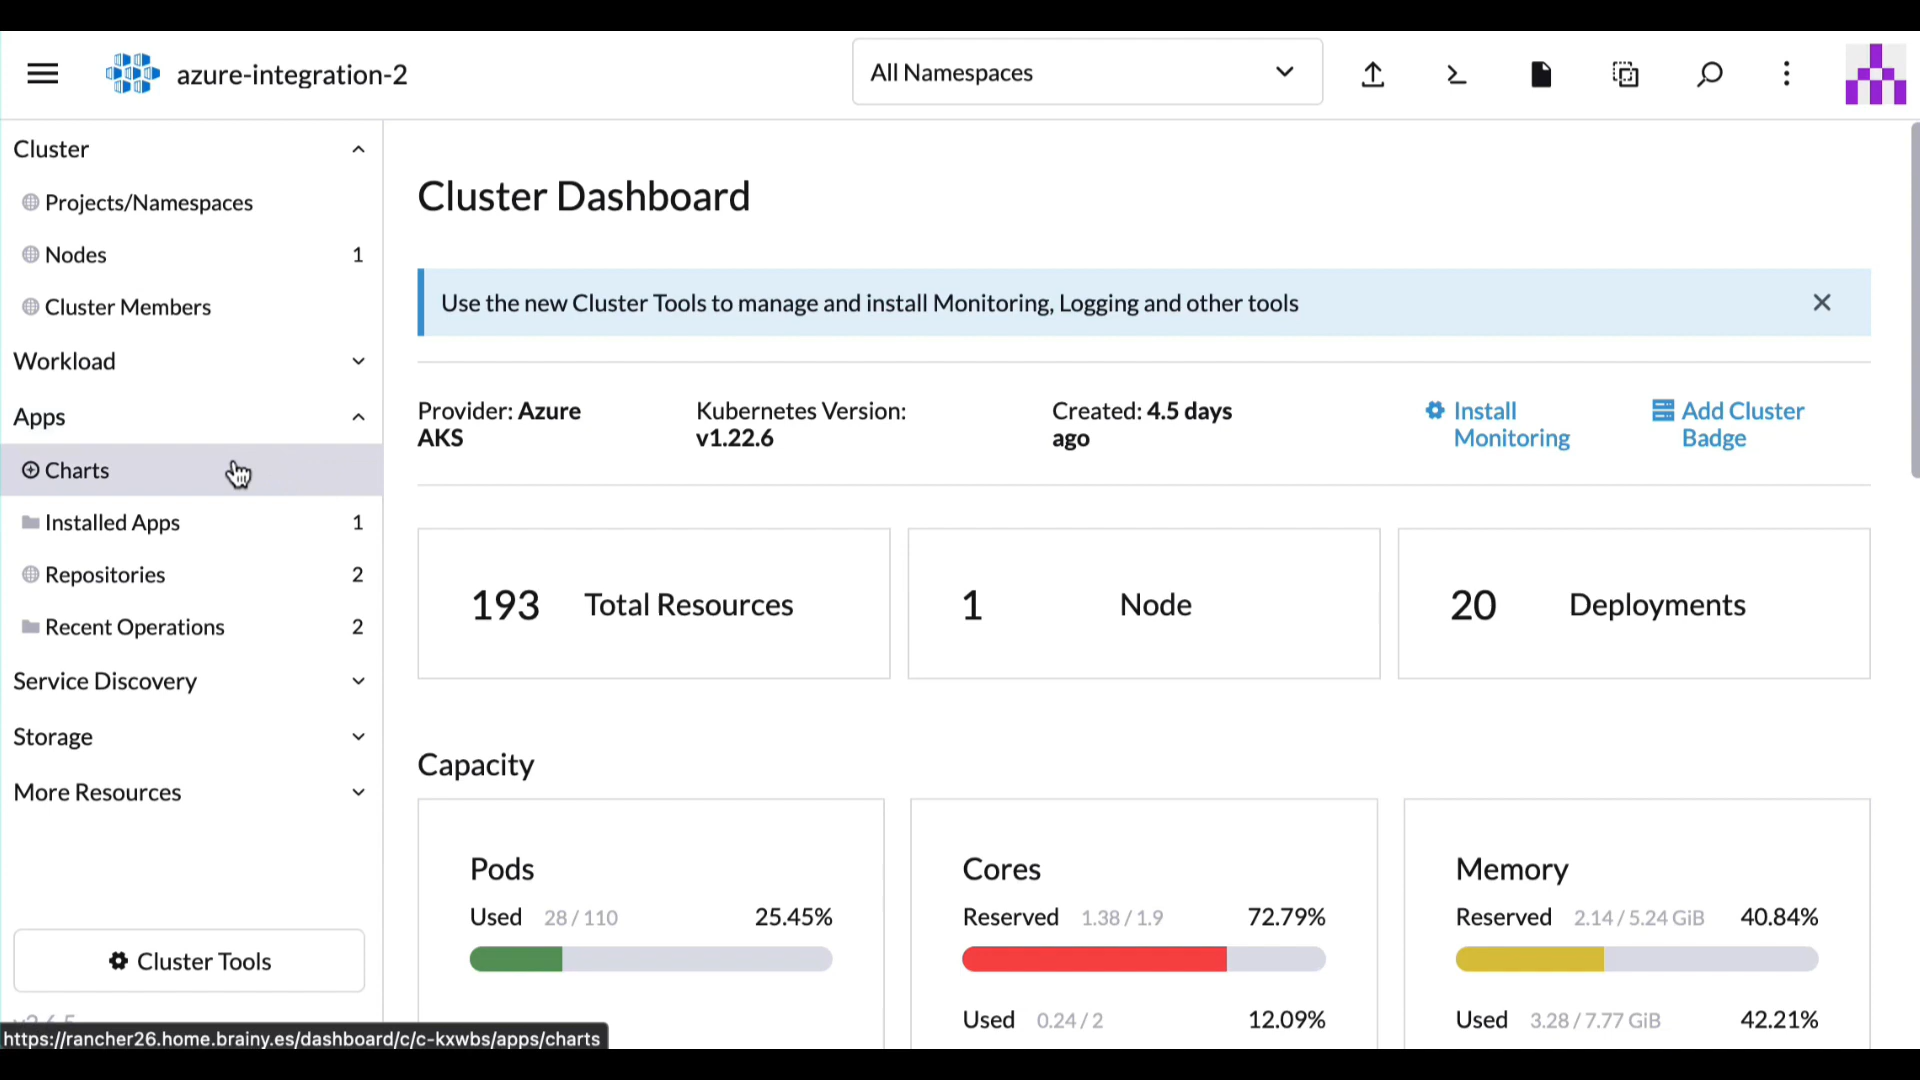 azure-integration-2
All Namespaces
Cluster
Projects/Namespaces
Nodes 1
Cluster Members
Workload
Apps
Charts
Installed Apps 1
Repositories 2
Recent Operations 2
Service Discovery
Storage
More Resources
Cluster Tools
https://rancher26.home.brainy.es/dashboard/c/c-kxwbs/apps/charts
Cluster Dashboard
Use the new Cluster Tools to manage and install Monitoring, Logging and other tools
Provider: Azure
AKS
Kubernetes Version:
v1.22.6
Created: 4.5 days
ago
Install
Monitoring
Add Cluster
Badge
193 Total Resources
1 Node
20 Deployments
Capacity
Pods
Used 28 / 110 25.45%
Cores
Reserved 1.38 / 1.9 72.79%
Used 0.24 / 2 12.09%
Memory
Reserved 2.14 / 5.24 GiB 40.84%
Used 3.28 / 7.77 GiB 42.21%